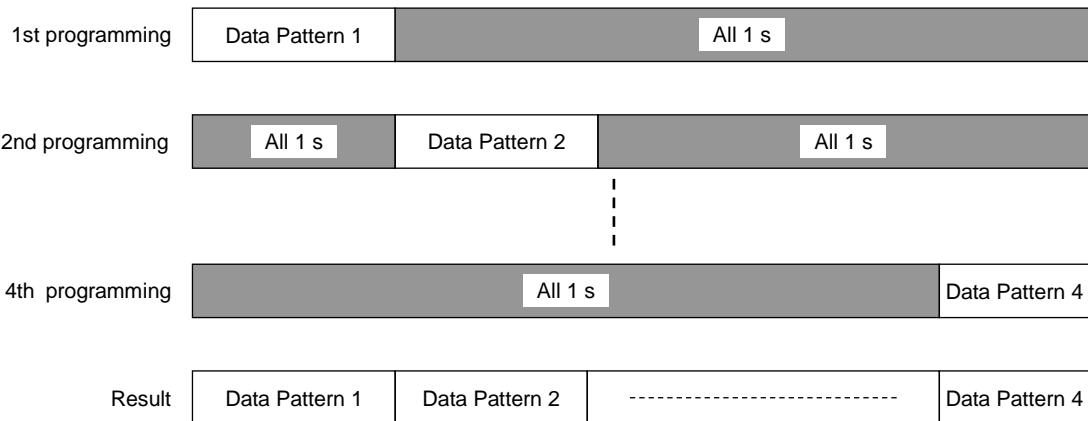 1st programming Data Pattern 1 All 1 s
2nd programming All 1 s Data Pattern 2 All 1 s
4th programming All 1 s Data Pattern 4
Result Data Pattern 1 Data Pattern 2 Data Pattern 4